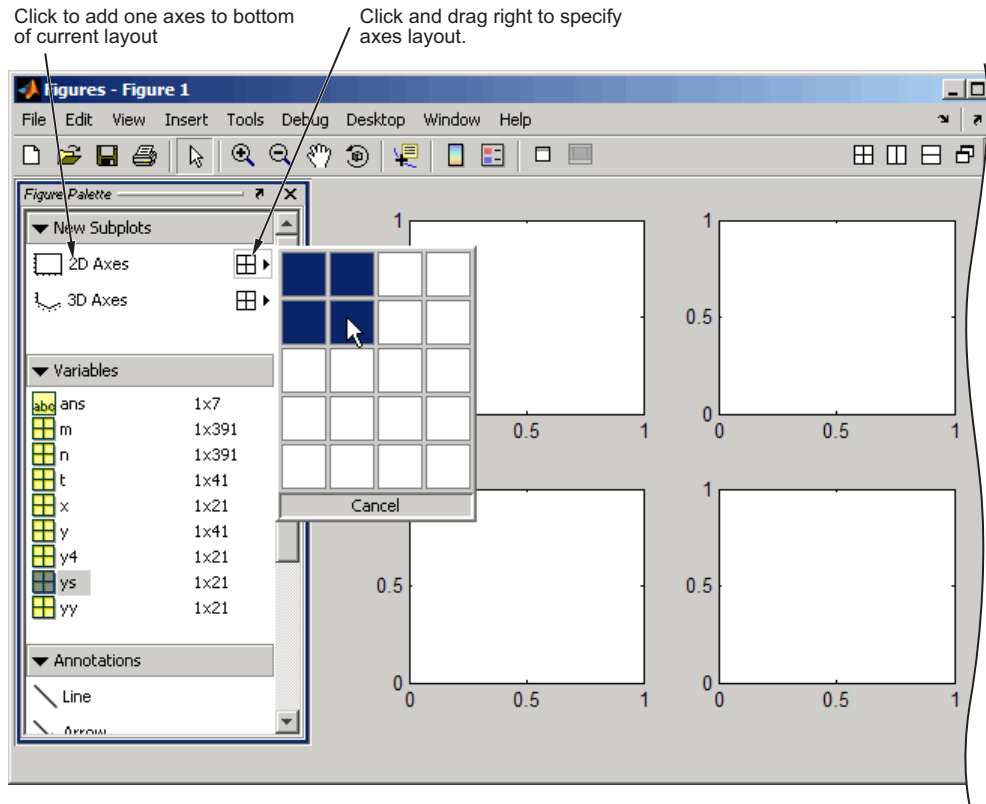 Click to add one axes to bottom
of current layout
Click and drag right to specify
axes layout.
Figures - Figure 1
File Edit View Insert Tools Debug Desktop Window Help
Figure Palette
New Subplots
2D Axes
3D Axes
Variables
abc ans 1x7
m 1x391
n 1x391
t 1x41
x 1x21
y 1x41
y4 1x21
ys 1x21
yy 1x21
Annotations
Line
Arrow
Cancel
1
0.5 1
1
0.5
0
0 0.5 1
0.5
0
0 0.5 1
1
0.5
0
0 0.5 1